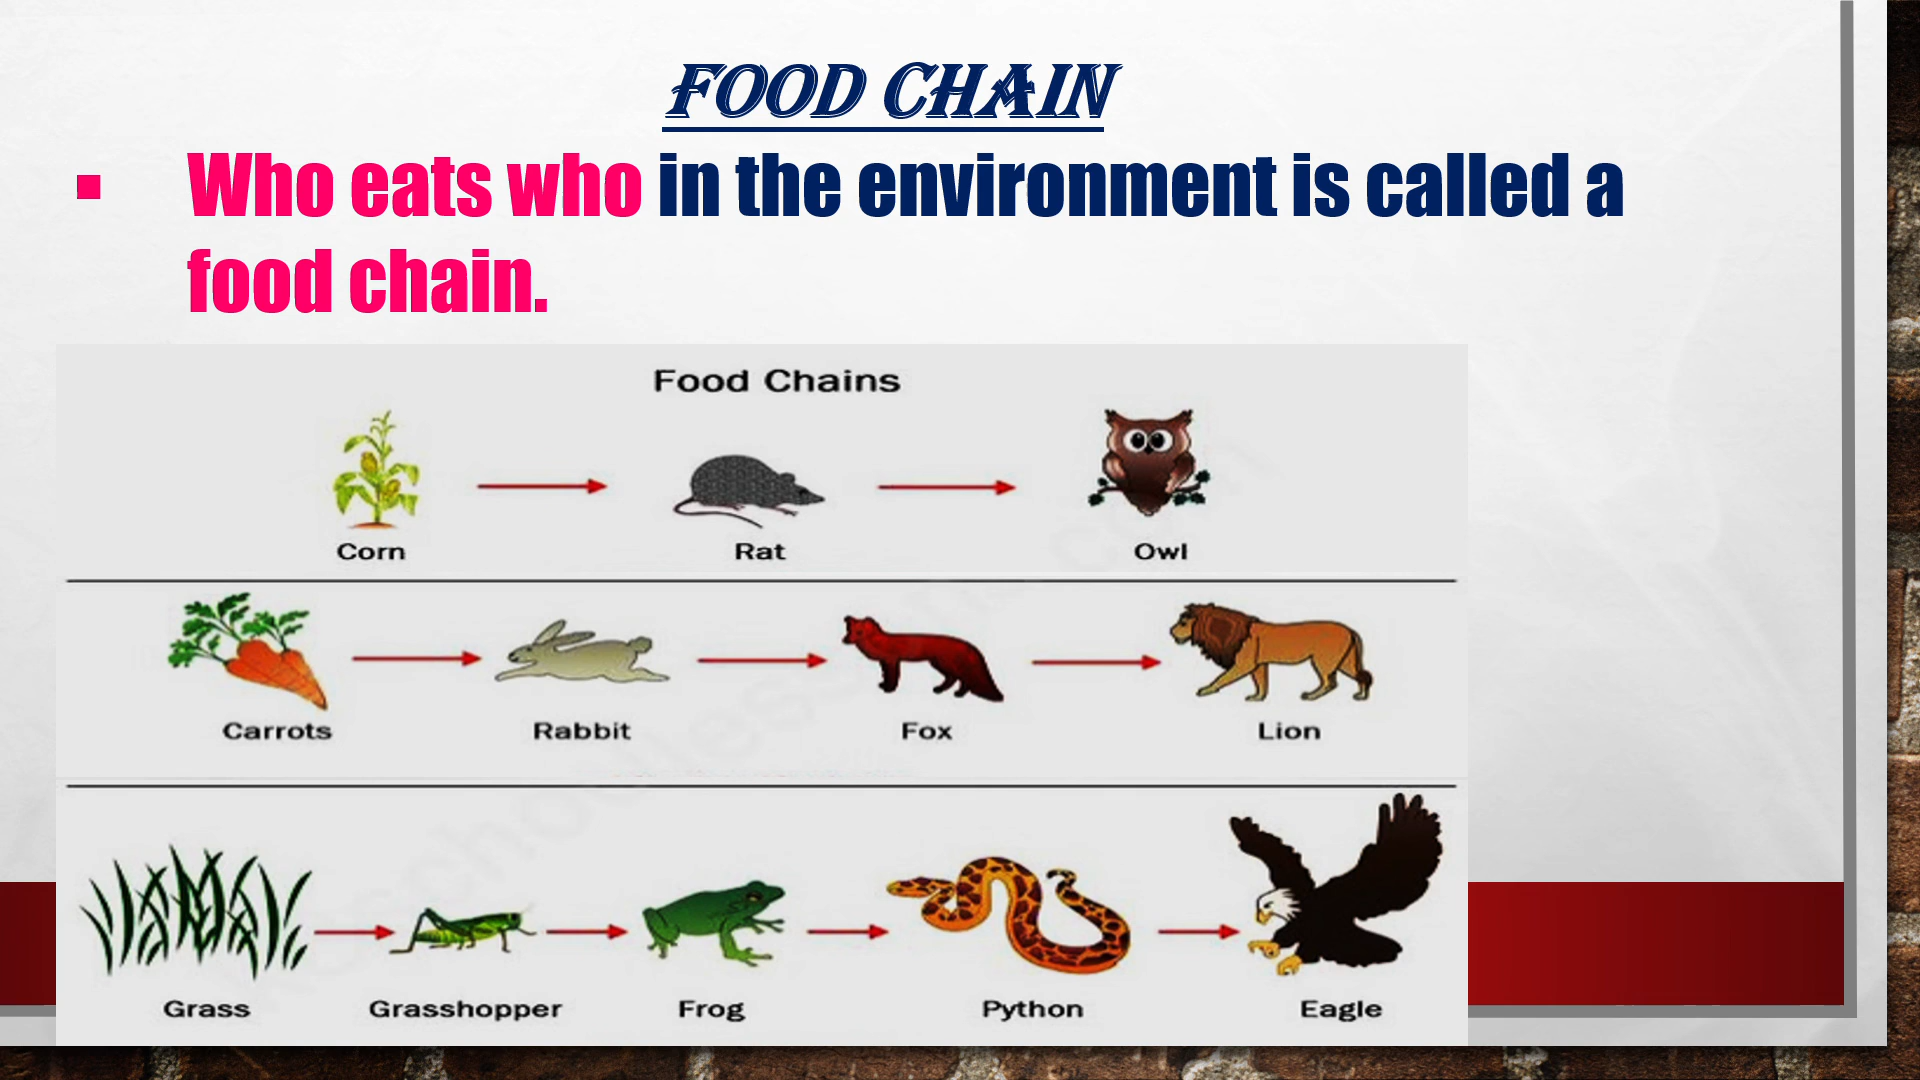 FOOD CHAIN
▪ Who eats who in the environment is called a
food chain.
Food Chains
Corn Rat Owl
Carrots Rabbit Fox Lion
Grass Grasshopper Frog Python Eagle